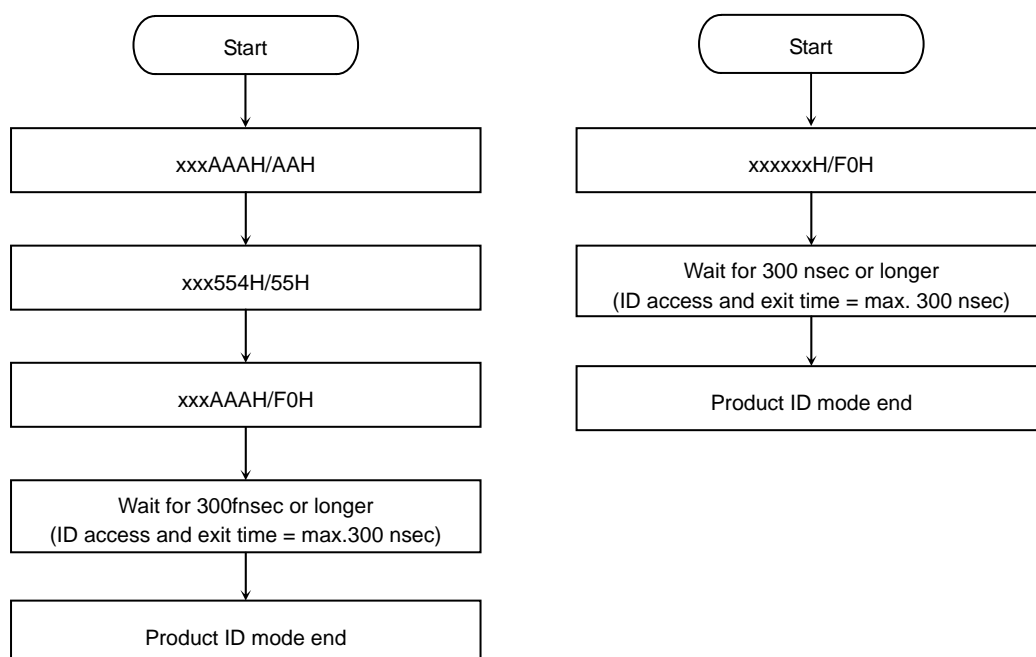 Start
xxxAAAH/AAH
xxx554H/55H
xxxAAAH/F0H
Wait for 300fnsec or longer
(ID access and exit time = max.300 nsec)
Product ID mode end
Start
xxxxxxH/F0H
Wait for 300 nsec or longer
(ID access and exit time = max. 300 nsec)
Product ID mode end